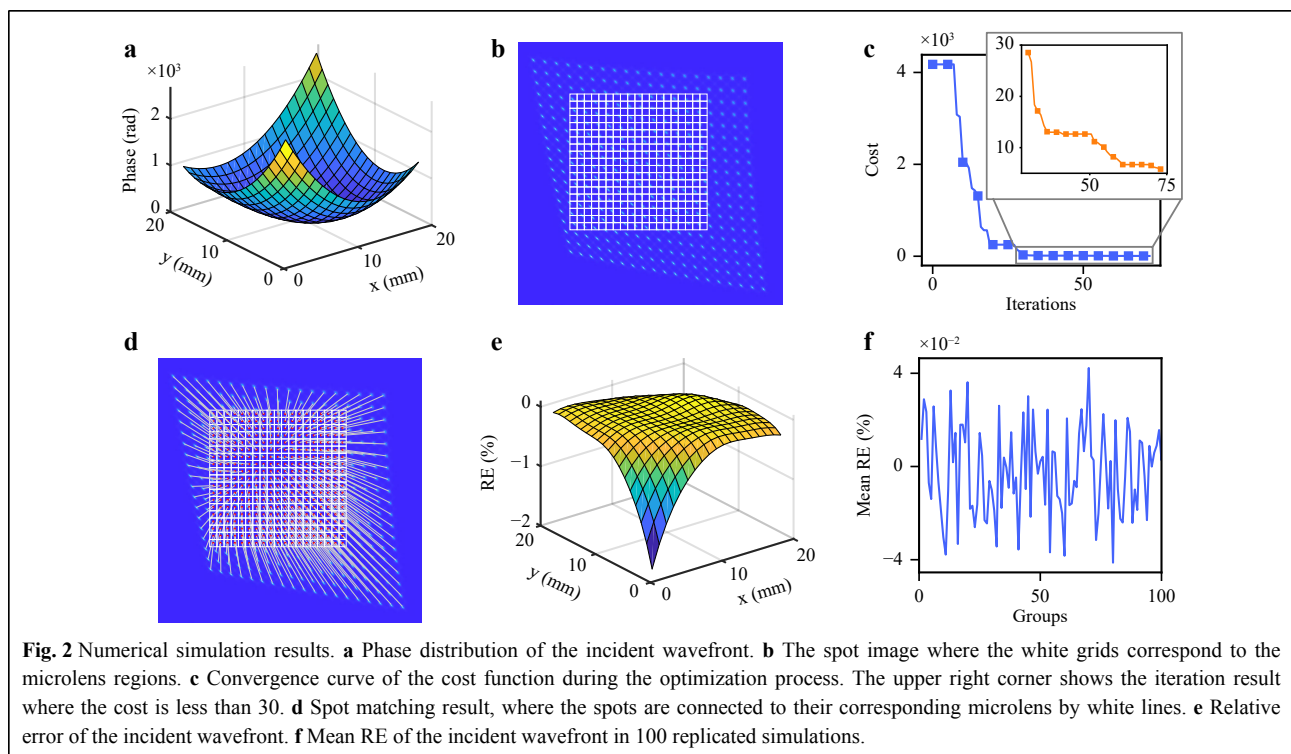 a
×10³
Phase (rad)
2
1
0
20
10
0
y (mm)
0
10
20
x (mm)
b
c
×10³
Cost
4
2
0
0
50
Iterations
30
20
10
50
75
d
e
RE (%)
0
−1
−2
20
10
0
y (mm)
0
10
20
x (mm)
f
×10⁻²
Mean RE (%)
4
0
−4
0
50
100
Groups
Fig. 2 Numerical simulation results. a Phase distribution of the incident wavefront. b The spot image where the white grids correspond to the
microlens regions. c Convergence curve of the cost function during the optimization process. The upper right corner shows the iteration result
where the cost is less than 30. d Spot matching result, where the spots are connected to their corresponding microlens by white lines. e Relative
error of the incident wavefront. f Mean RE of the incident wavefront in 100 replicated simulations.